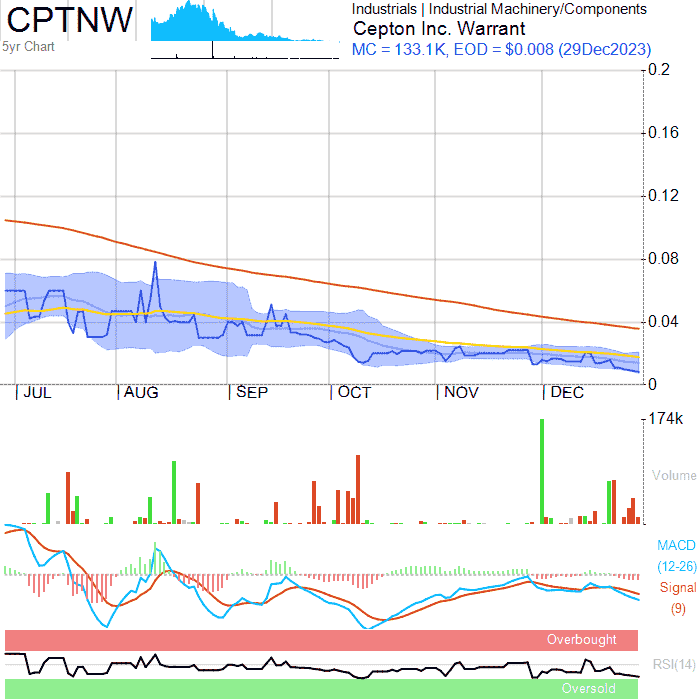 CPTNW
5yr Chart
Industrials | Industrial Machinery/Components
Cepton Inc. Warrant
MC = 133.1K, EOD = $0.008 (29Dec2023)
0.2
0.16
0.12
0.08
0.04
0
JUL AUG SEP OCT NOV DEC
174k
Volume
MACD
(12-26)
Signal
(9)
Overbought
RSI(14)
Oversold